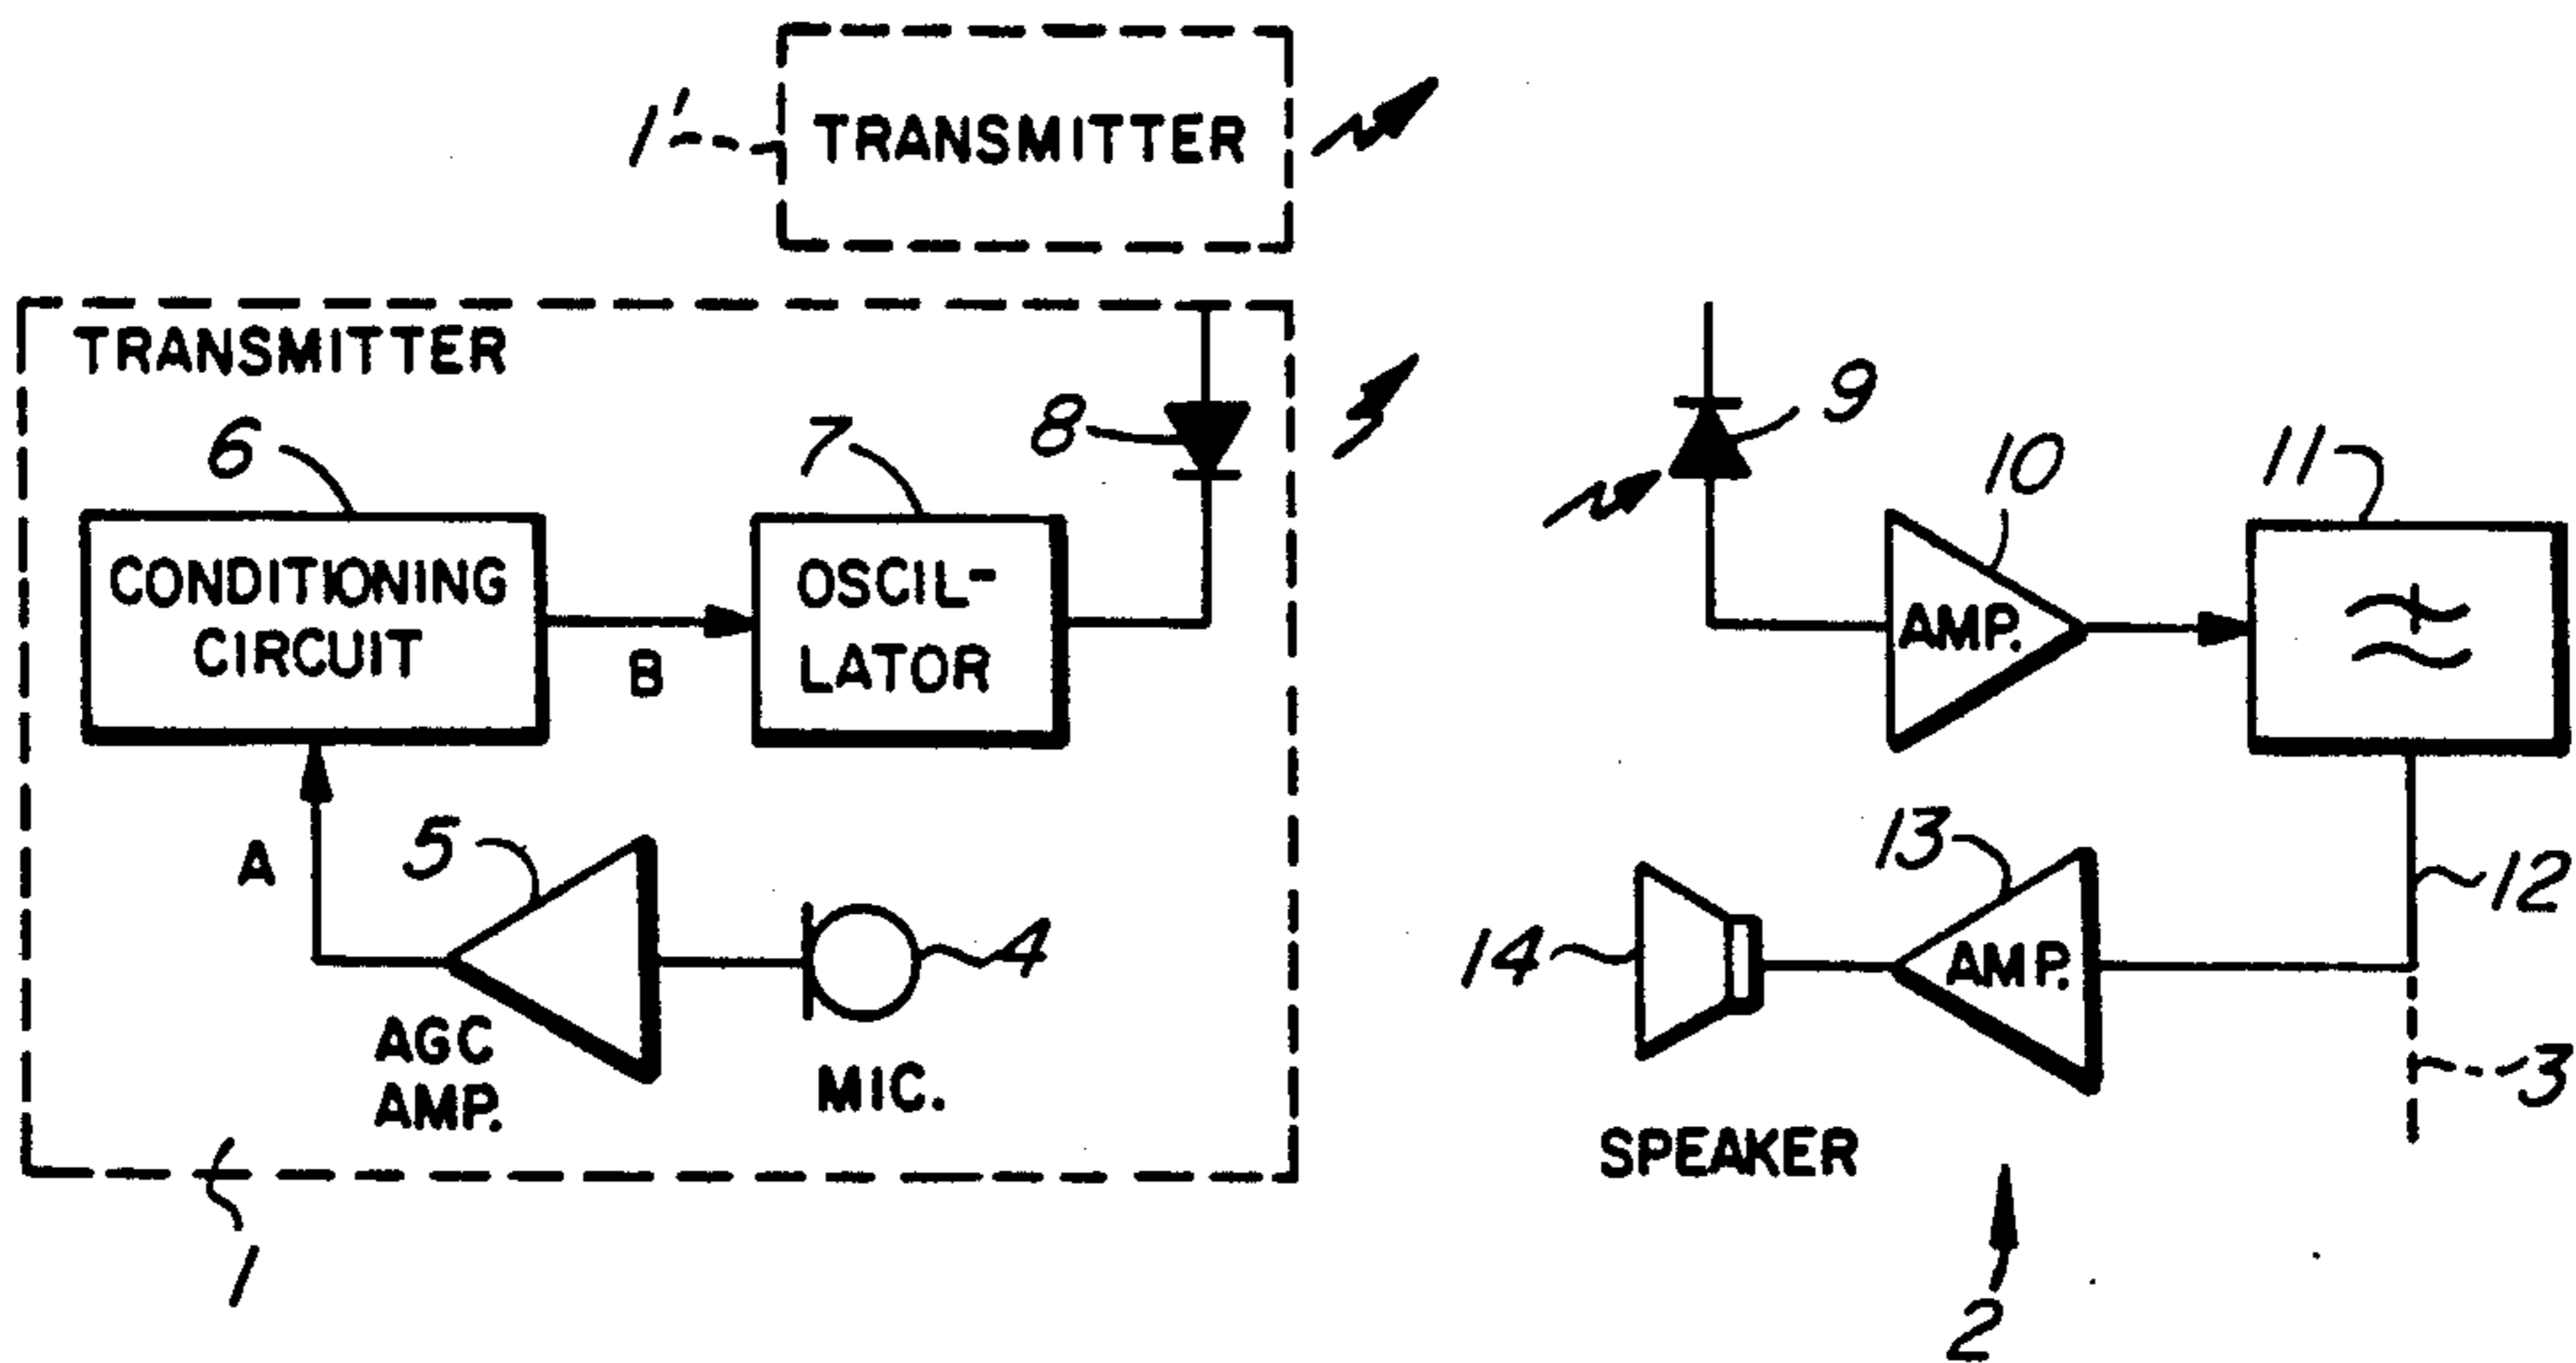 TRANSMITTER
1'
TRANSMITTER
6
7
8
9
10
11
CONDITIONING
CIRCUIT
OSCIL-
LATOR
B
AMP.
A
5
4
AGC
AMP.
MIC.
1
13
AMP.
12
14
SPEAKER
3
2